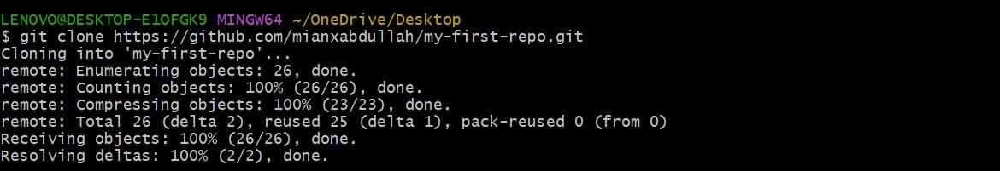 LENOVO@DESKTOP-E1OFGK9 MINGW64 ~/OneDrive/Desktop
$ git clone https://github.com/mianxabdullah/my-first-repo.git
Cloning into 'my-first-repo'...
remote: Enumerating objects: 26, done.
remote: Counting objects: 100% (26/26), done.
remote: Compressing objects: 100% (23/23), done.
remote: Total 26 (delta 2), reused 25 (delta 1), pack-reused 0 (from 0)
Receiving objects: 100% (26/26), done.
Resolving deltas: 100% (2/2), done.